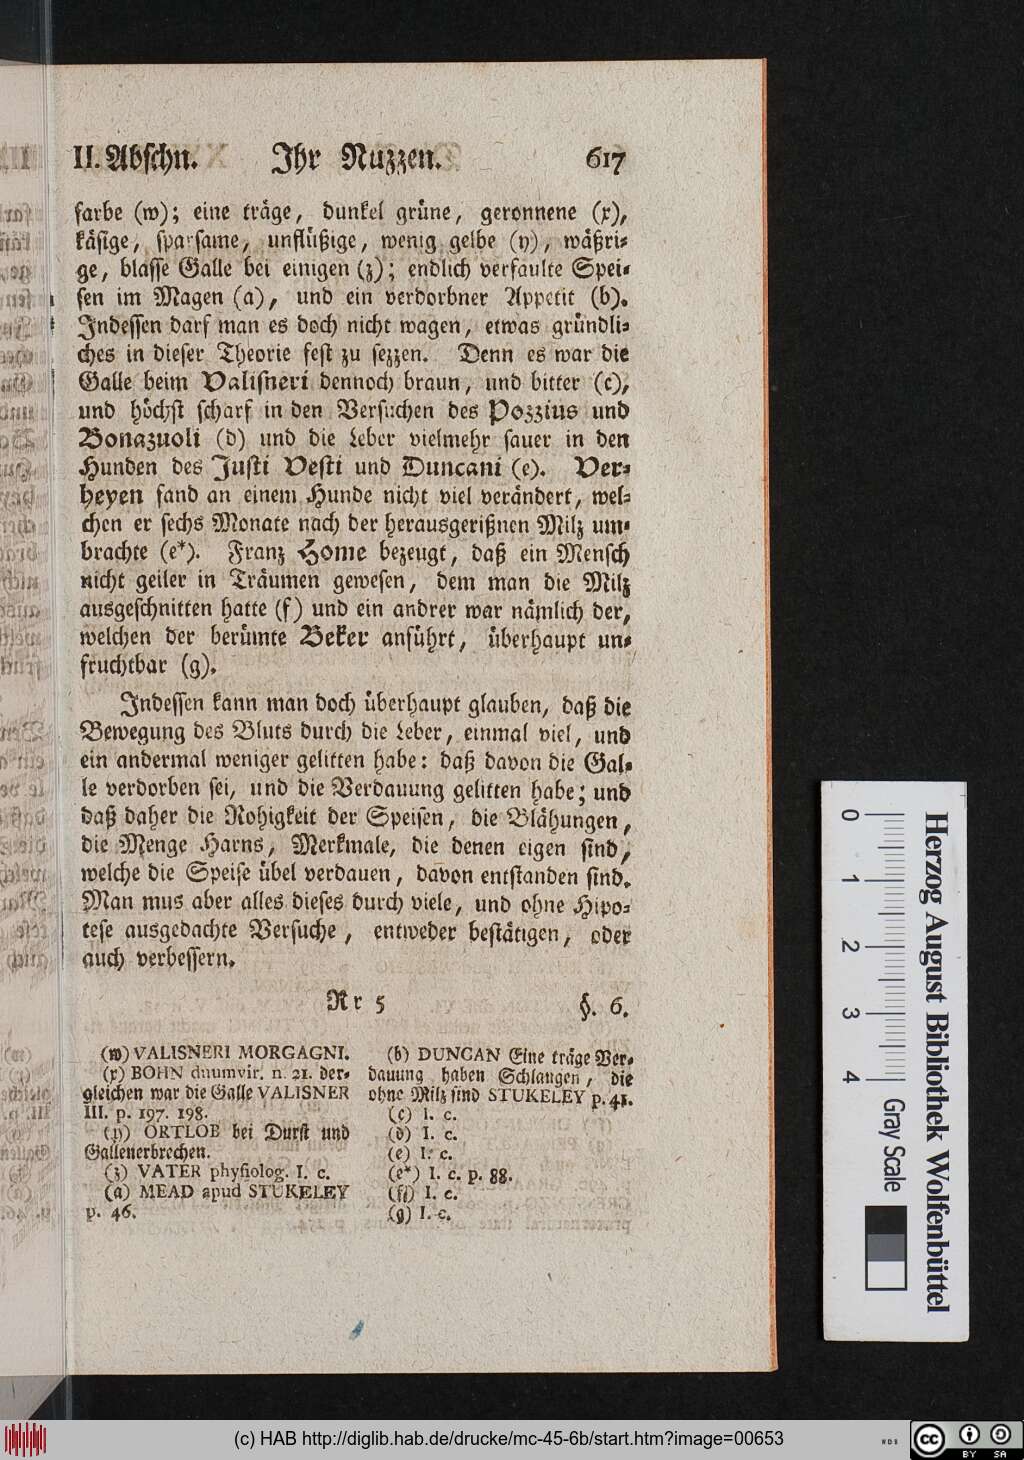 II. Abſchn. Ihr Nuzzen. 617
farbe (w); eine träge, dunkel grüne, geronnene (x),
käſige, sparſame, unflüßige, wenig gelbe (y), wäßri⸗
ge, blaſſe Galle bei einigen (z); endlich verfaulte Spei⸗
ſen im Magen (a), und ein verdorbner Appetit (b).
Indeſſen darf man es doch nicht wagen, etwas gründli⸗
ches in dieſer Theorie feſt zu ſezzen. Denn es war die
Galle beim Valiſneri dennoch braun, und bitter (c),
und höchſt ſcharf in den Verſuchen des Pozzius und
Bonazuoli (d) und die Leber vielmehr ſauer in den
Hunden des Juſti Veſti und Duncani (e). Ver⸗
heyen fand an einem Hunde nicht viel verändert, wel⸗
chen er ſechs Monate nach der herausgerißnen Milz um⸗
brachte (e*). Franz Home bezeugt, daß ein Menſch
nicht geiler in Träumen geweſen, dem man die Milz
ausgeſchnitten hatte (f) und ein andrer war nämlich der,
welchen der berümte Beker anführt, überhaupt un⸗
fruchtbar (g).
Indeſſen kann man doch überhaupt glauben, daß die
Bewegung des Bluts durch die Leber, einmal viel, und
ein andermal weniger gelitten habe: daß davon die Gal⸗
le verdorben ſei, und die Verdauung gelitten habe; und
daß daher die Rohigkeit der Speiſen, die Blähungen,
die Menge Harns, Merkmale, die denen eigen ſind,
welche die Speiſe übel verdauen, davon entſtanden ſind.
Man mus aber alles dieſes durch viele, und ohne Hipo⸗
teſe ausgedachte Verſuche, entweder beſtätigen, oder
auch verbeſſern.
Rr 5 §. 6.
(w) VALISNERI MORGAGNI.
(x) BOHN duumvir. n. 21. der⸗
gleichen war die Galle VALISNER
III. p. 197. 198.
(y) ORTLOB bei Durſt und
Gallenerbrechen.
(z) VATER phyſiolog. l. c.
(a) MEAD apud STUKELEY
p. 46.
(b) DUNCAN Eine träge Ver⸗
dauung haben Schlangen, die
ohne Milz ſind STUKELEY p. 41.
(c) l. c.
(d) l. c.
(e) l. c.
(e*) l. c. p. 88.
(f) l. c.
(g) l. c.
0 1 2 3 4
Gray Scale
Herzog August Bibliothek Wolfenbüttel
(c) HAB http://diglib.hab.de/drucke/mc-45-6b/start.htm?image=00653
cc BY SA